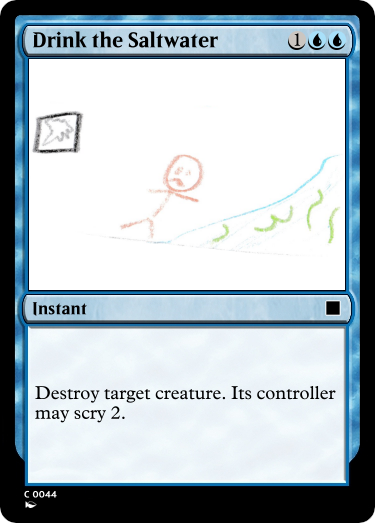 Drink the Saltwater 1
Instant
Destroy target creature. Its controller
may scry 2.
C 0044